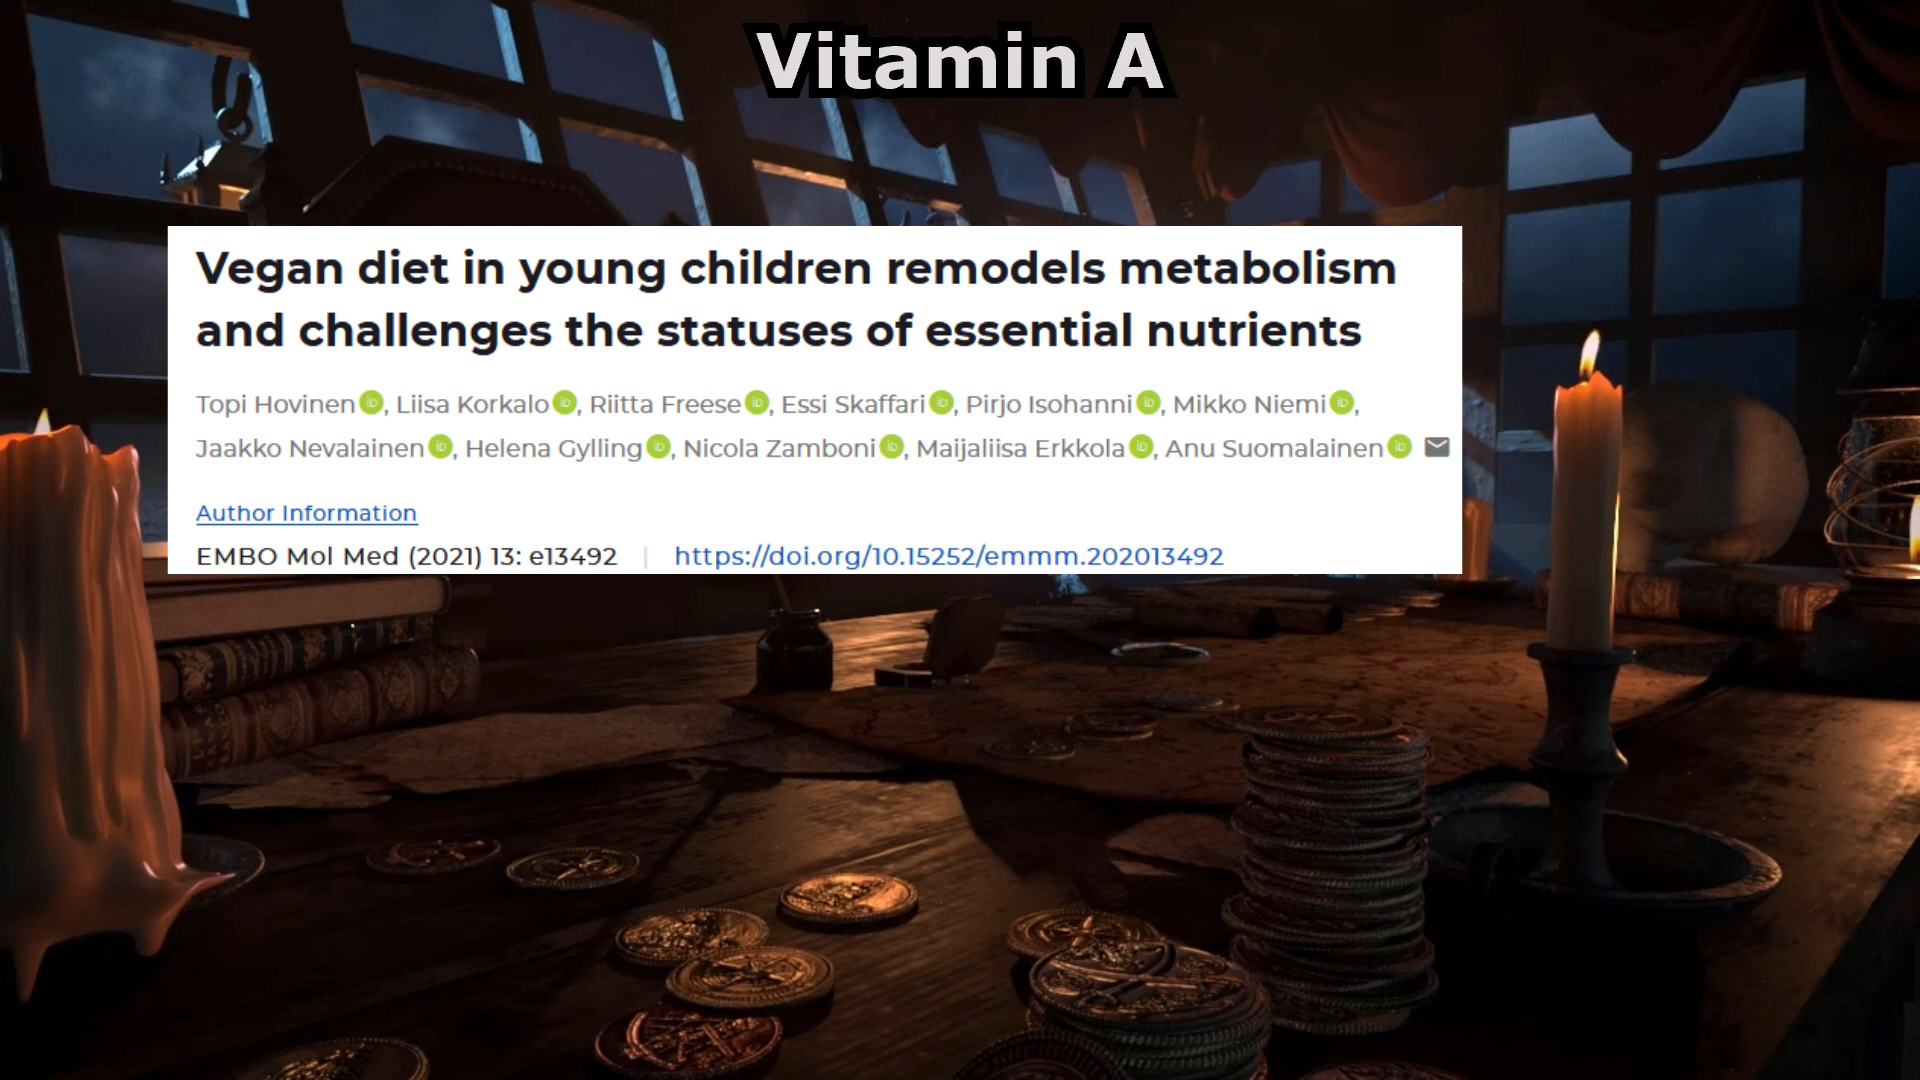 Vitamin A
Vegan diet in young children remodels metabolism
and challenges the statuses of essential nutrients
Topi Hovinen, Liisa Korkalo, Riitta Freese, Essi Skaffari, Pirjo Isohanni, Mikko Niemi,
Jaakko Nevalainen, Helena Gylling, Nicola Zamboni, Maijaliisa Erkkola, Anu Suomalainen
Author Information
EMBO Mol Med (2021) 13: e13492 | https://doi.org/10.15252/emmm.202013492